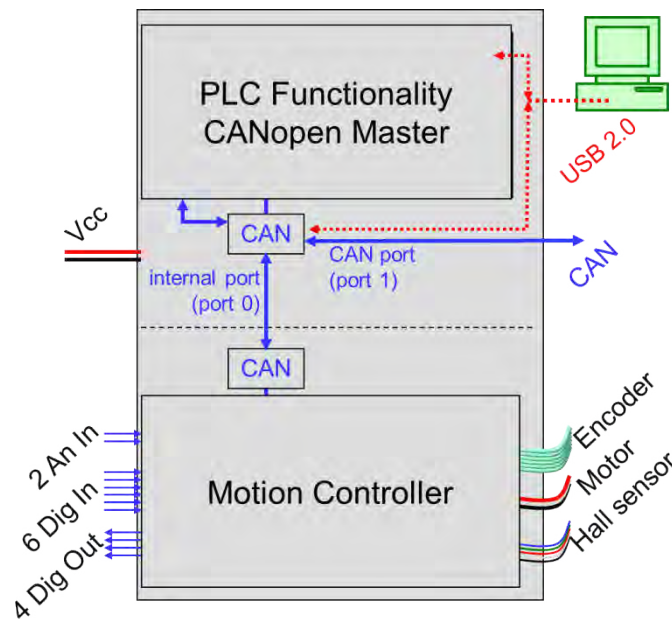 PLC Functionality
CANopen Master
USB 2.0
Vcc
CAN
CAN port
(port 1)
CAN
internal port
(port 0)
CAN
2 An In
6 Dig In
4 Dig Out
Motion Controller
Encoder
Motor
Hall sensor